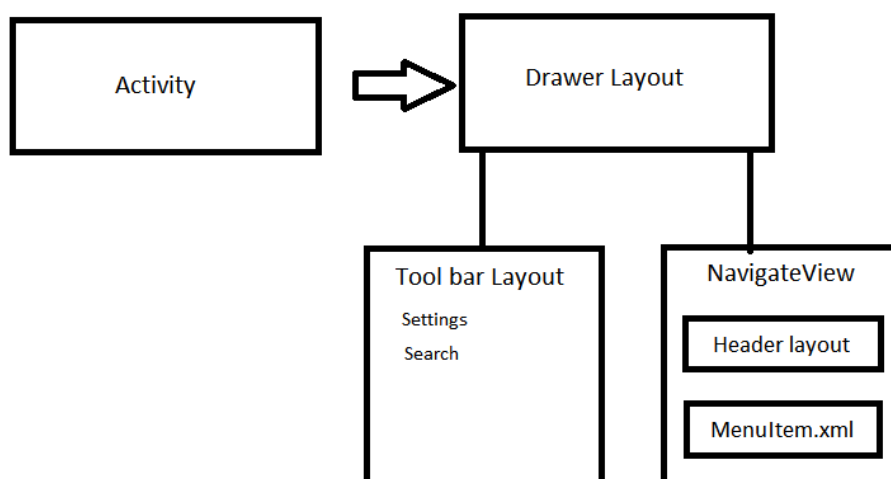 Activity
Drawer Layout
Tool bar Layout
Settings
Search
NavigateView
Header layout
MenuItem.xml